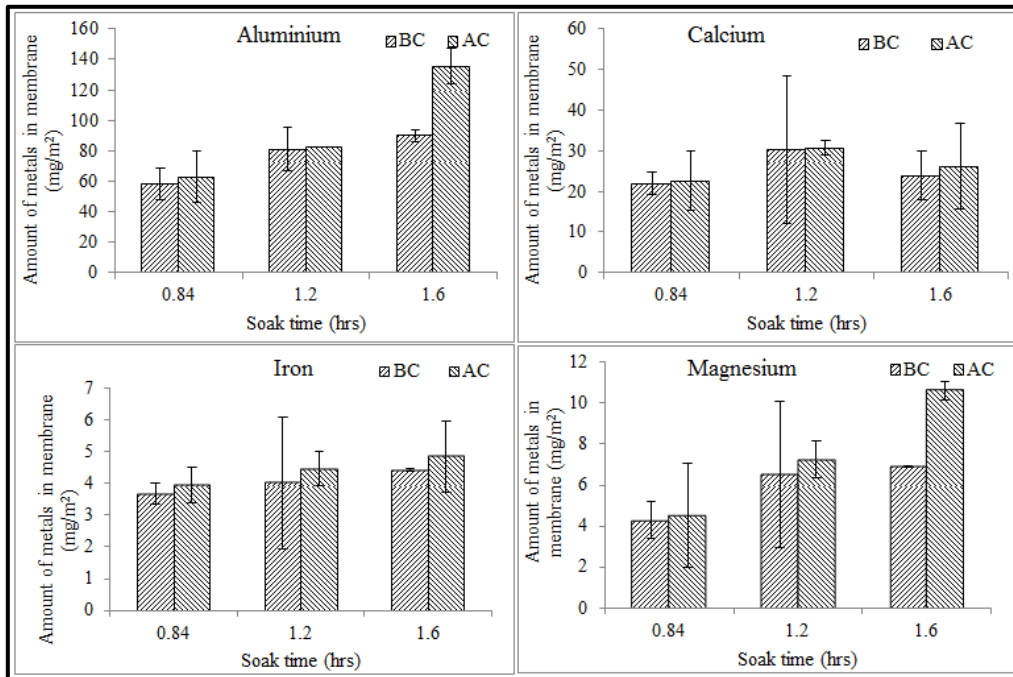 Aluminium
BC AC
Amount of metals in membrane
(mg/m²)
160
140
120
100
80
60
40
20
0
0.84 1.2 1.6
Soak time (hrs)
Calcium
BC AC
Amount of metals in membrane
(mg/m²)
60
50
40
30
20
10
0
0.84 1.2 1.6
Soak time (hrs)
Iron
BC AC
Amount of metals in membrane
(mg/m²)
7
6
5
4
3
2
1
0
0.84 1.2 1.6
Soak time (hrs)
Magnesium
BC AC
Amount of metals in
membrane (mg/m²)
12
10
8
6
4
2
0
0.84 1.2 1.6
Soak time (hrs)